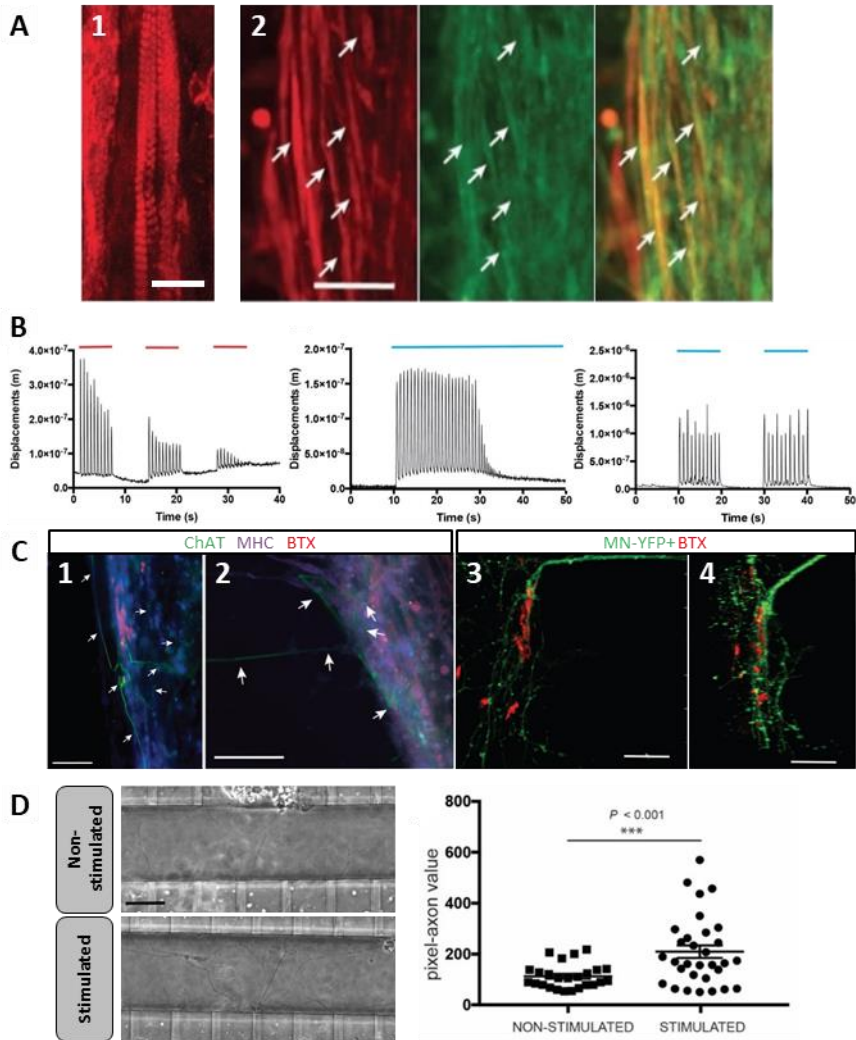 A
1
2
B
4.0×10⁻⁷
3.0×10⁻⁷
2.0×10⁻⁷
1.0×10⁻⁷
0.0
Displacements (m)
0 10 20 30 40
Time (s)
2.0×10⁻⁷
1.5×10⁻⁷
1.0×10⁻⁷
5.0×10⁻⁸
0.0
Displacements (m)
0 10 20 30 40 50
Time (s)
2.5×10⁻⁶
2.0×10⁻⁶
1.5×10⁻⁶
1.0×10⁻⁶
5.0×10⁻⁷
0.0
Displacements (m)
0 10 20 30 40 50
Time (s)
C
ChAT MHC BTX
MN-YFP+BTX
1
2
3
4
D
Non-
stimulated
Stimulated
800
600
400
200
0
pixel-axon value
P < 0.001
***
NON-STIMULATED STIMULATED